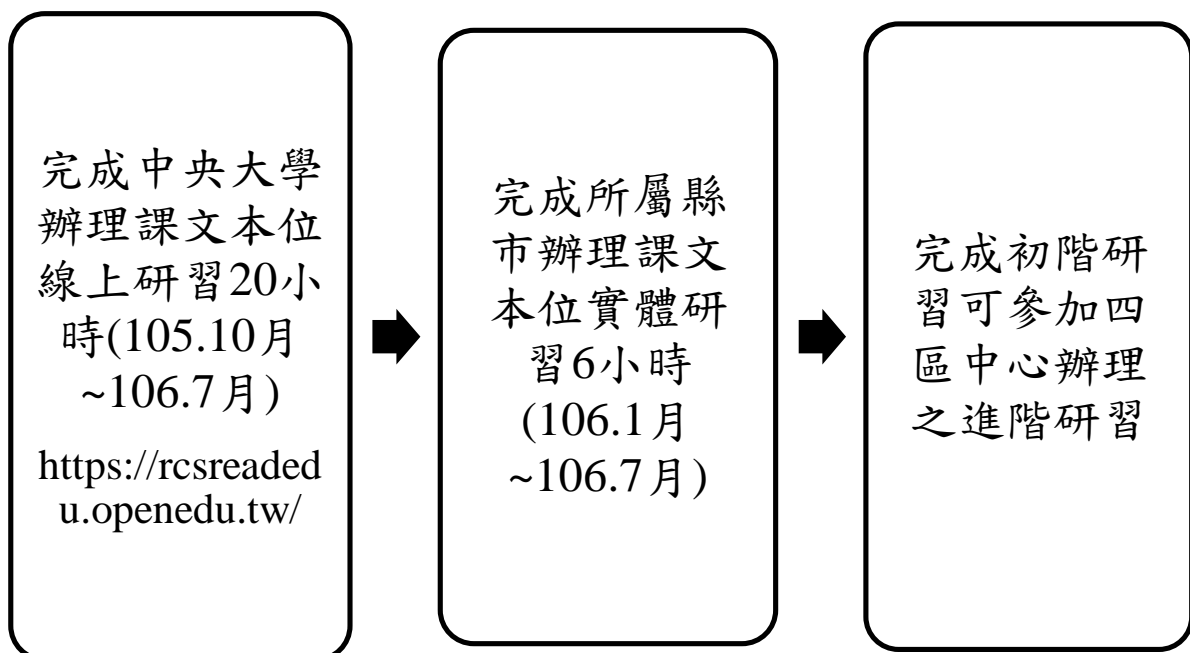 完成中央大學
辦理課文本位
線上研習20小
時(105.10月
~106.7月)
https://rcsreaded
u.openedu.tw/
完成所屬縣
市辦理課文
本位實體研
習6小時
(106.1月
~106.7月)
完成初階研
習可參加四
區中心辦理
之進階研習